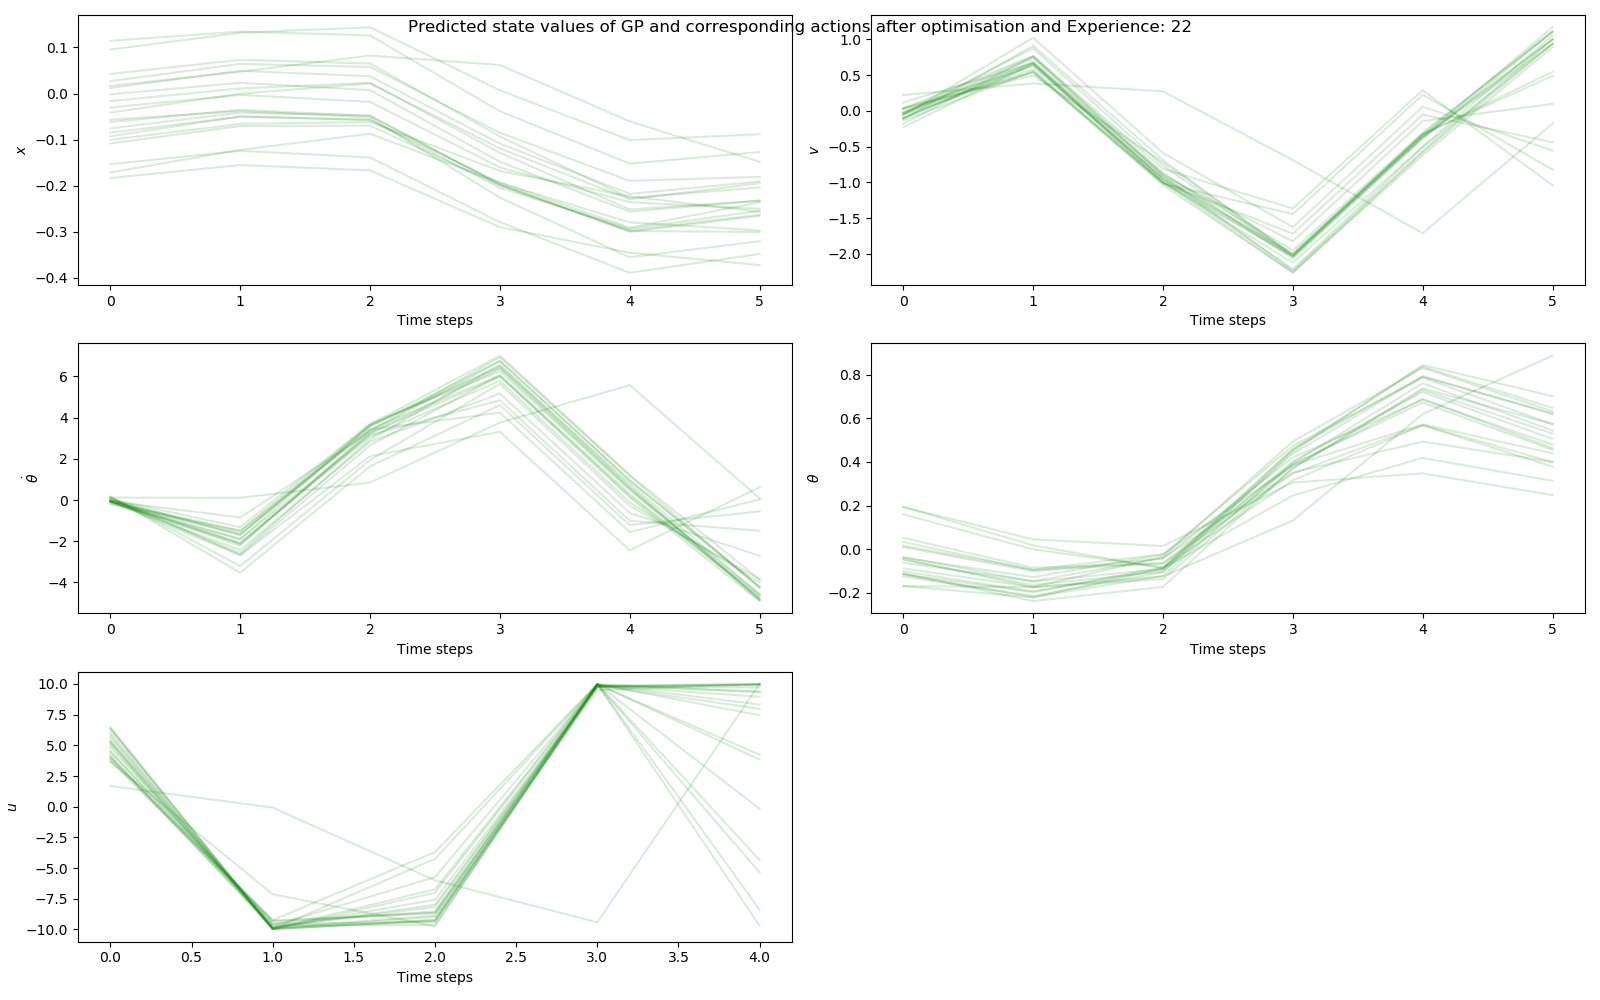 Predicted state values of GP and corresponding actions after optimisation and Experience: 22
0.1
0.0
−0.1
−0.2
−0.3
−0.4
x
0 1 2 3 4 5
Time steps
1.0
0.5
0.0
−0.5
−1.0
−1.5
−2.0
v
0 1 2 3 4 5
Time steps
6
4
2
0
−2
−4
θ̇
0 1 2 3 4 5
Time steps
0.8
0.6
0.4
0.2
0.0
−0.2
θ
0 1 2 3 4 5
Time steps
10.0
7.5
5.0
2.5
0.0
−2.5
−5.0
−7.5
−10.0
u
0.0 0.5 1.0 1.5 2.0 2.5 3.0 3.5 4.0
Time steps